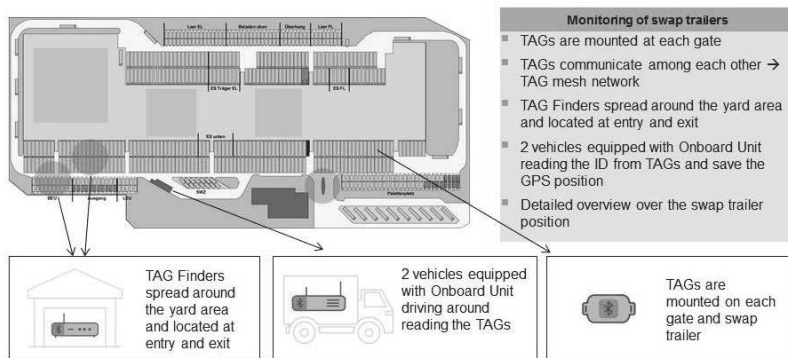 Leer EL
Beladen oben
Überhang
Leer FL
ES Träger EL
ES FL
ES unten
BEU
Ausgang
LEU
SWZ
Palettenplatz
Monitoring of swap trailers
TAGs are mounted at each gate
TAGs communicate among each other →
TAG mesh network
TAG Finders spread around the yard area
and located at entry and exit
2 vehicles equipped with Onboard Unit
reading the ID from TAGs and save the
GPS position
Detailed overview over the swap trailer
position
TAG Finders
spread around
the yard area
and located at
entry and exit
2 vehicles equipped
with Onboard Unit
driving around
reading the TAGs
TAGs are
mounted on each
gate and swap
trailer